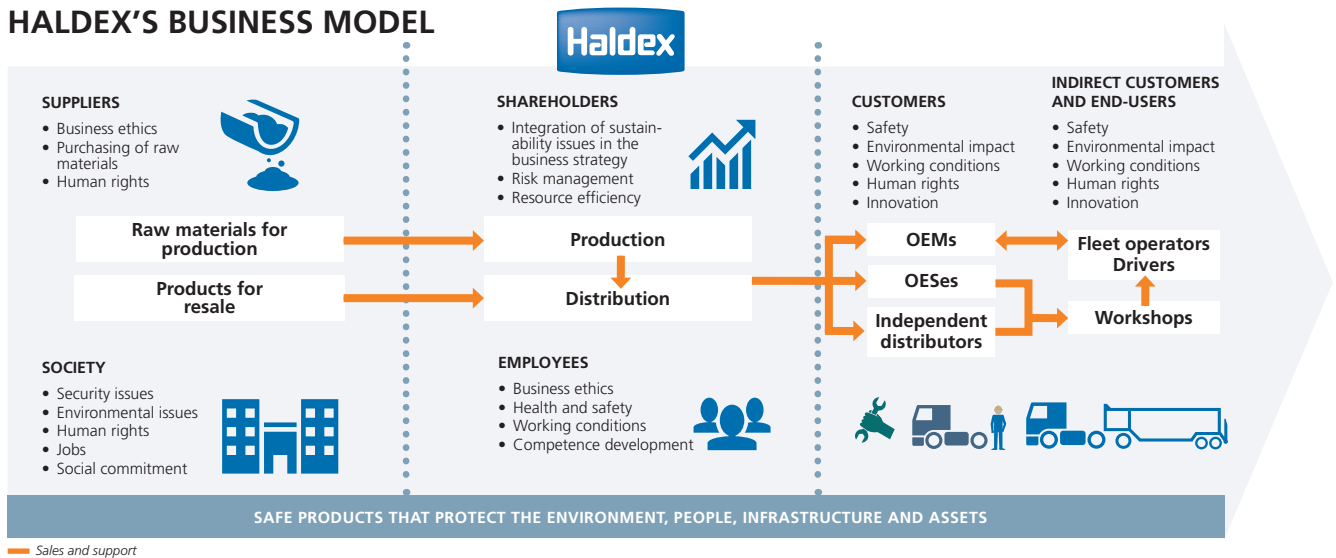 HALDEX'S BUSINESS MODEL
Haldex
SUPPLIERS
• Business ethics
• Purchasing of raw
materials
• Human rights
SHAREHOLDERS
• Integration of sustain-
ability issues in the
business strategy
• Risk management
• Resource efficiency
CUSTOMERS
• Safety
• Environmental impact
• Working conditions
• Human rights
• Innovation
INDIRECT CUSTOMERS
AND END-USERS
• Safety
• Environmental impact
• Working conditions
• Human rights
• Innovation
Raw materials for
production
Products for
resale
Production
Distribution
OEMs
OESes
Independent
distributors
Fleet operators
Drivers
Workshops
SOCIETY
• Security issues
• Environmental issues
• Human rights
• Jobs
• Social commitment
EMPLOYEES
• Business ethics
• Health and safety
• Working conditions
• Competence development
SAFE PRODUCTS THAT PROTECT THE ENVIRONMENT, PEOPLE, INFRASTRUCTURE AND ASSETS
Sales and support